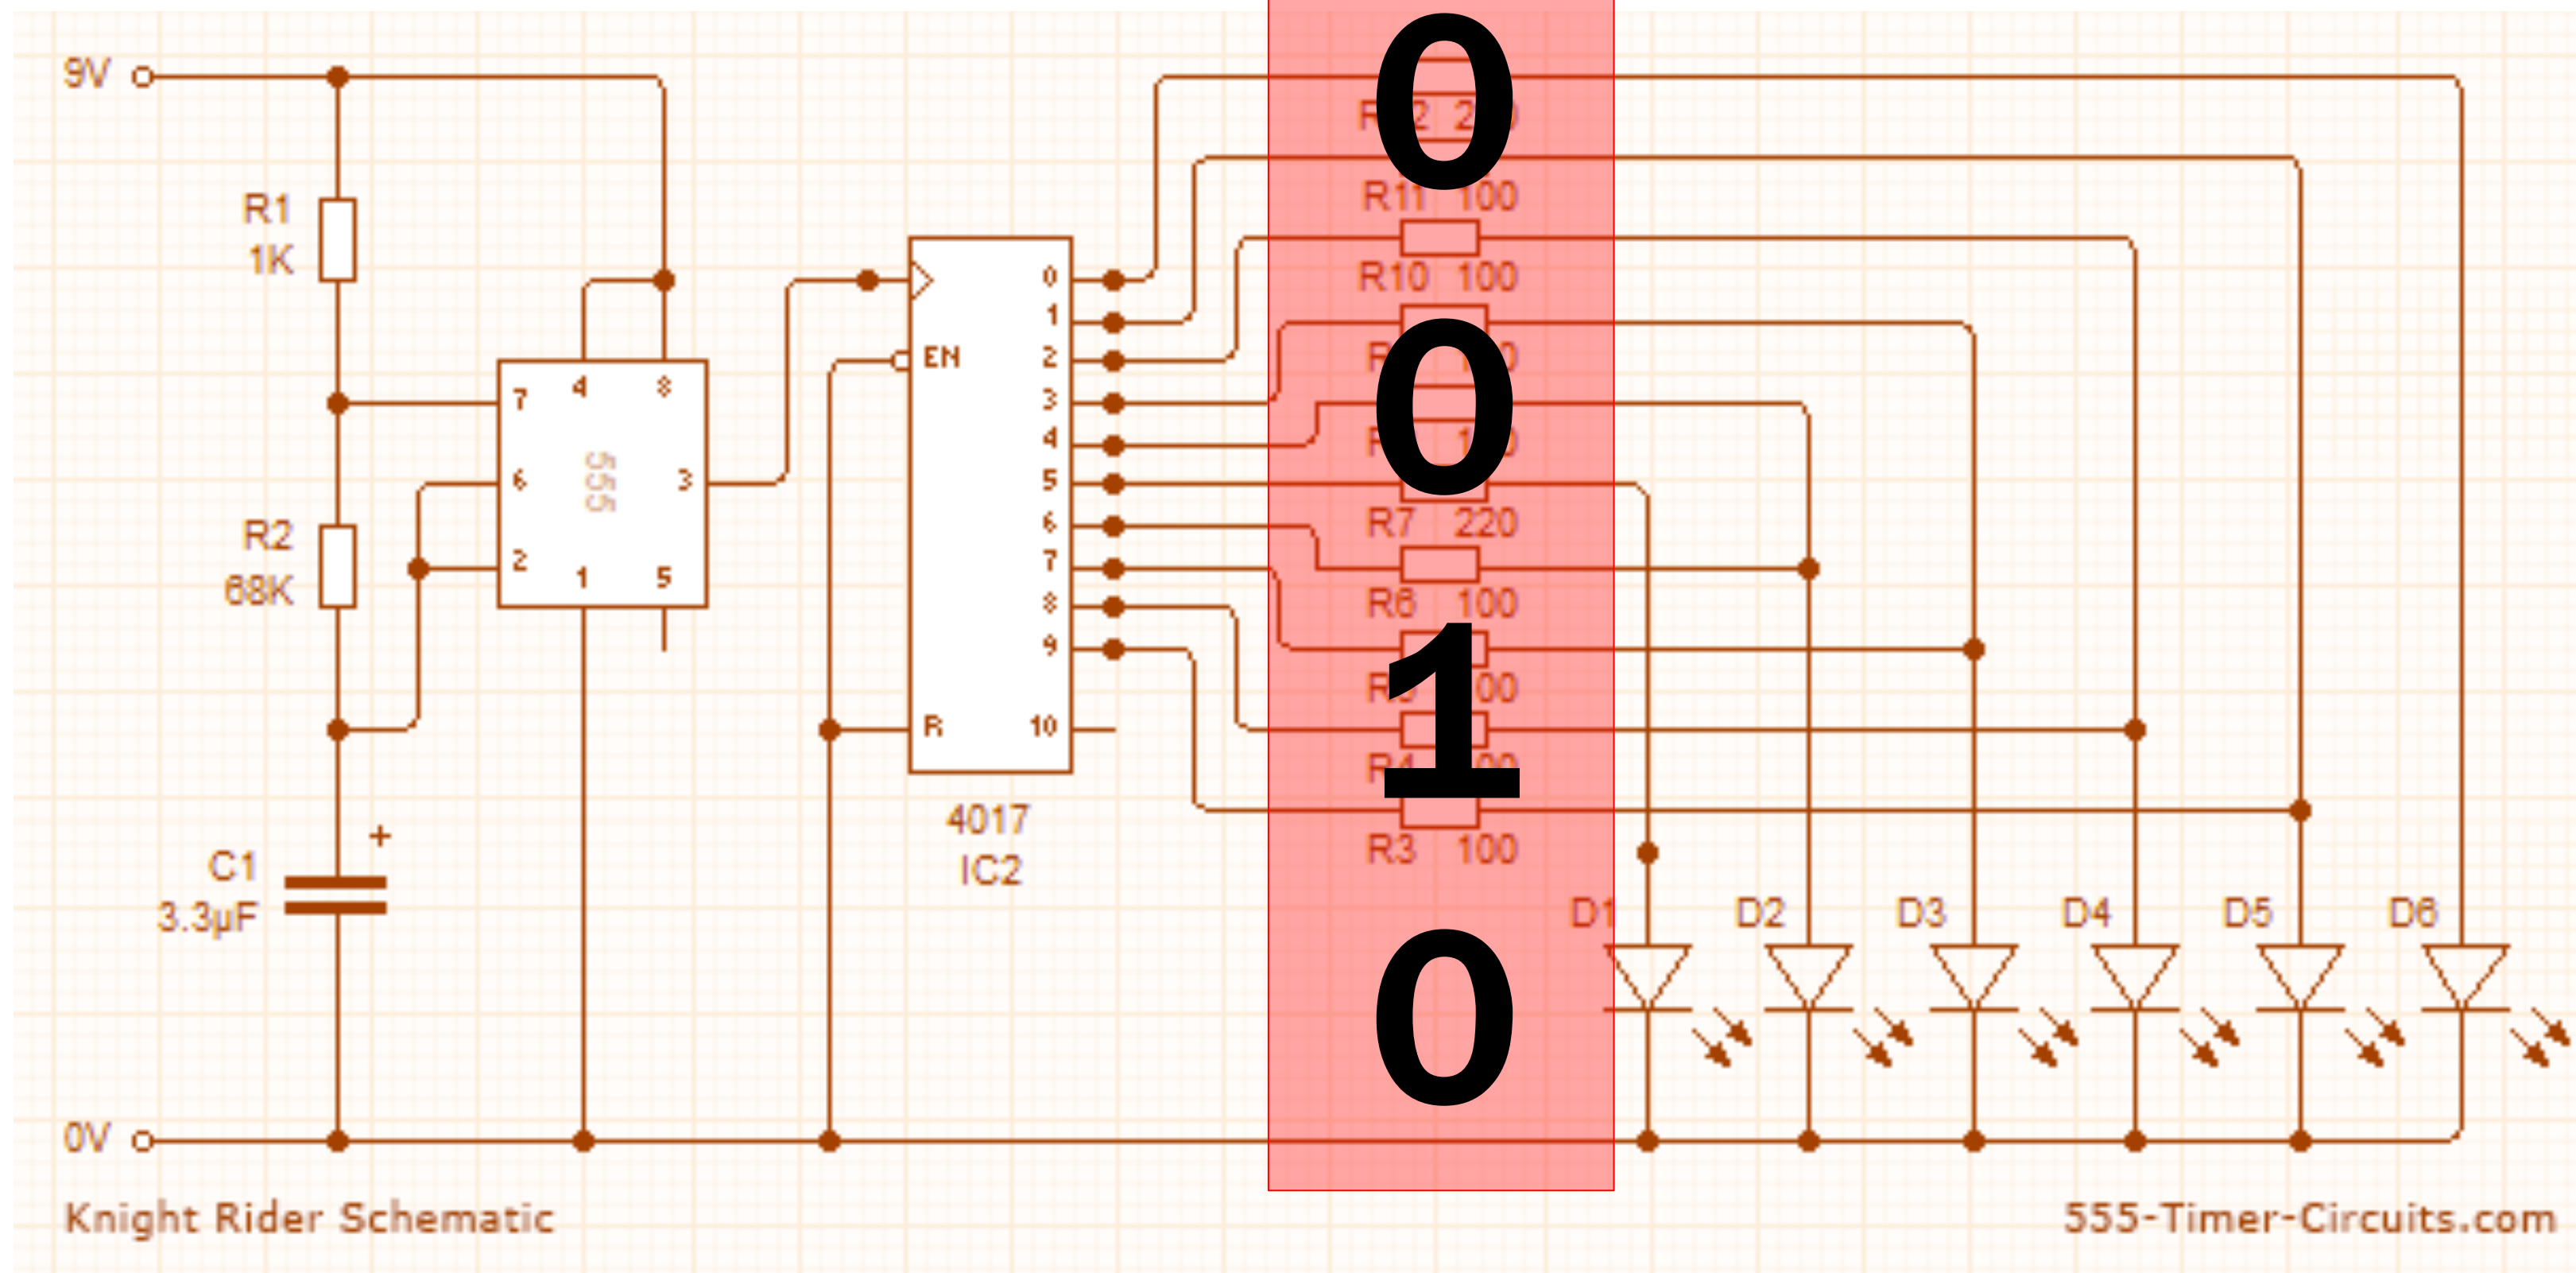 9V
0
R11 100
R1
1K
R10 100
0
1
EN
2
0
3
4 8
7
4
555
6
3
5
R7 220
6
R2
68K
2
7
1 5
8
R6 100
9
1
R
10
4017
IC2
+
C1
3.3µF
R3 100
D1 D2 D3 D4 D5 D6
0
0V
Knight Rider Schematic
555-Timer-Circuits.com